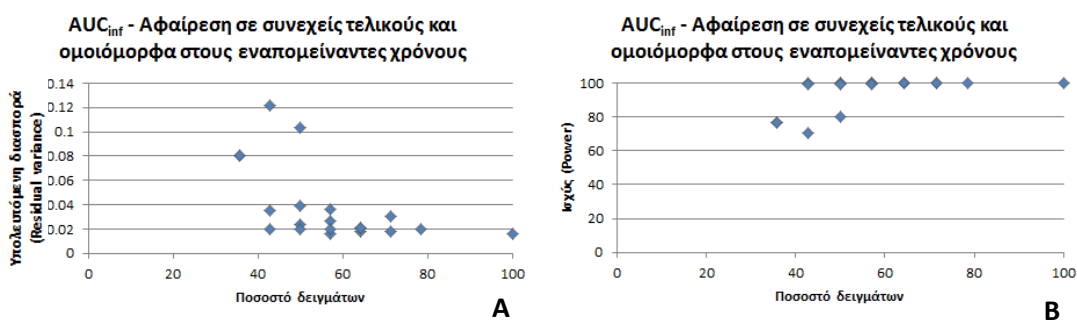 AUCinf - Αφαίρεση σε συνεχείς τελικούς και
ομοιόμορφα στους εναπομείναντες χρόνους
Υπολειπόμενη διασπορά
(Residual variance)
0.14
0.12
0.1
0.08
0.06
0.04
0.02
0
0 20 40 60 80 100
Ποσοστό δειγμάτων
A
AUCinf - Αφαίρεση σε συνεχείς τελικούς και
ομοιόμορφα στους εναπομείναντες χρόνους
Ισχύς (Power)
100
80
60
40
20
0
0 20 40 60 80 100
Ποσοστό δειγμάτων
B